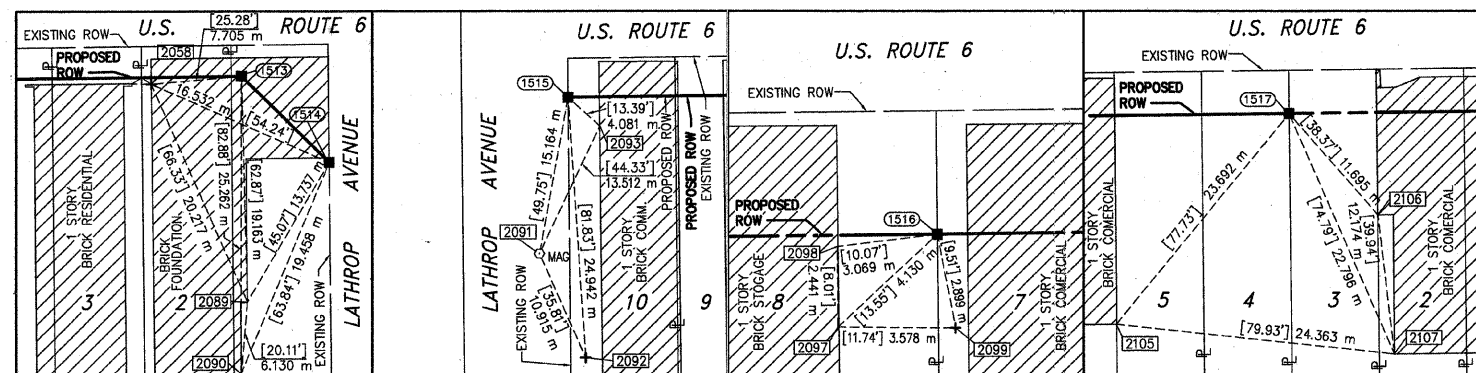 [25.28']
7.705 m
U.S. ROUTE 6
EXISTING ROW
2058
PROPOSED
ROW
1513
1514
16.532 m
[54.24']
[82.88'] 25.262 m
[66.33'] 20.217 m
[62.87'] 19.163 m
[45.07'] 13.737 m
[63.84'] 19.458 m
1 STORY
BRICK RESIDENTIAL
BRICK
FOUNDATION
3
2
2089
2090
[20.11']
6.130 m
EXISTING ROW
LATHROP AVENUE
U.S. ROUTE 6
1515
[13.39']
4.081 m
2093
[44.33']
13.512 m
[49.75'] 15.164 m
[81.83'] 24.942 m
2091
MAG
[35.81']
10.915 m
2092
LATHROP AVENUE
EXISTING ROW
1 STORY
BRICK COMM.
PROPOSED ROW
PROPOSED ROW
EXISTING ROW
10
9
U.S. ROUTE 6
EXISTING ROW
PROPOSED
ROW
1516
2098
[10.07']
3.069 m
[8.01']
2.441 m
[13.55'] 4.130 m
[9.51'] 2.899 m
2097
[11.74'] 3.578 m
2099
1 STORY
BRICK STOGAGE
8
7
1 STORY
BRICK COMERCIAL
U.S. ROUTE 6
EXISTING ROW
PROPOSED
ROW
1517
[38.37'] 11.695 m
[77.73'] 23.692 m
2106
[39.94']
12.174 m
[74.79'] 22.796 m
1 STORY
BRICK COMERCIAL
5
4
3
2
1 STORY
BRICK COMERCIAL
2105
[79.93'] 24.363 m
2107